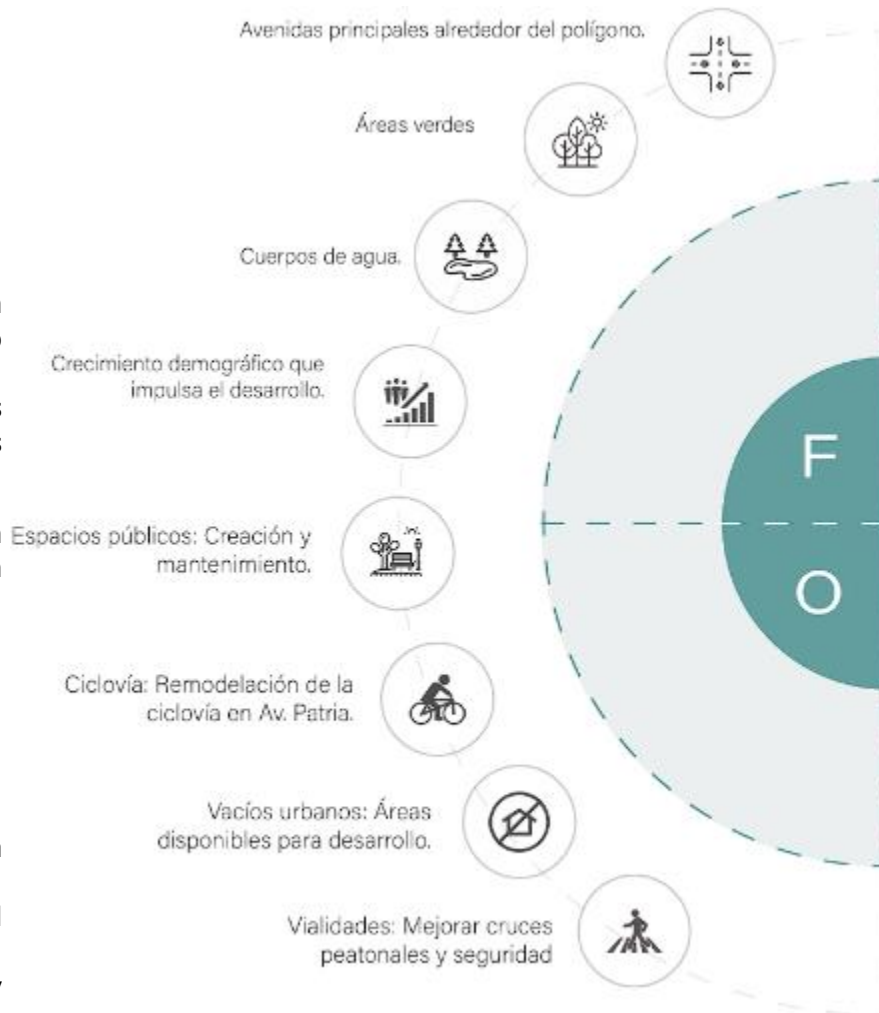 Avenidas principales alrededor del polígono.
Áreas verdes
Cuerpos de agua.
Crecimiento demográfico que
impulsa el desarrollo.
F
Espacios públicos: Creación y
mantenimiento.
O
Ciclovía: Remodelación de la
ciclovía en Av. Patria.
Vacíos urbanos: Áreas
disponibles para desarrollo.
Vialidades: Mejorar cruces
peatonales y seguridad